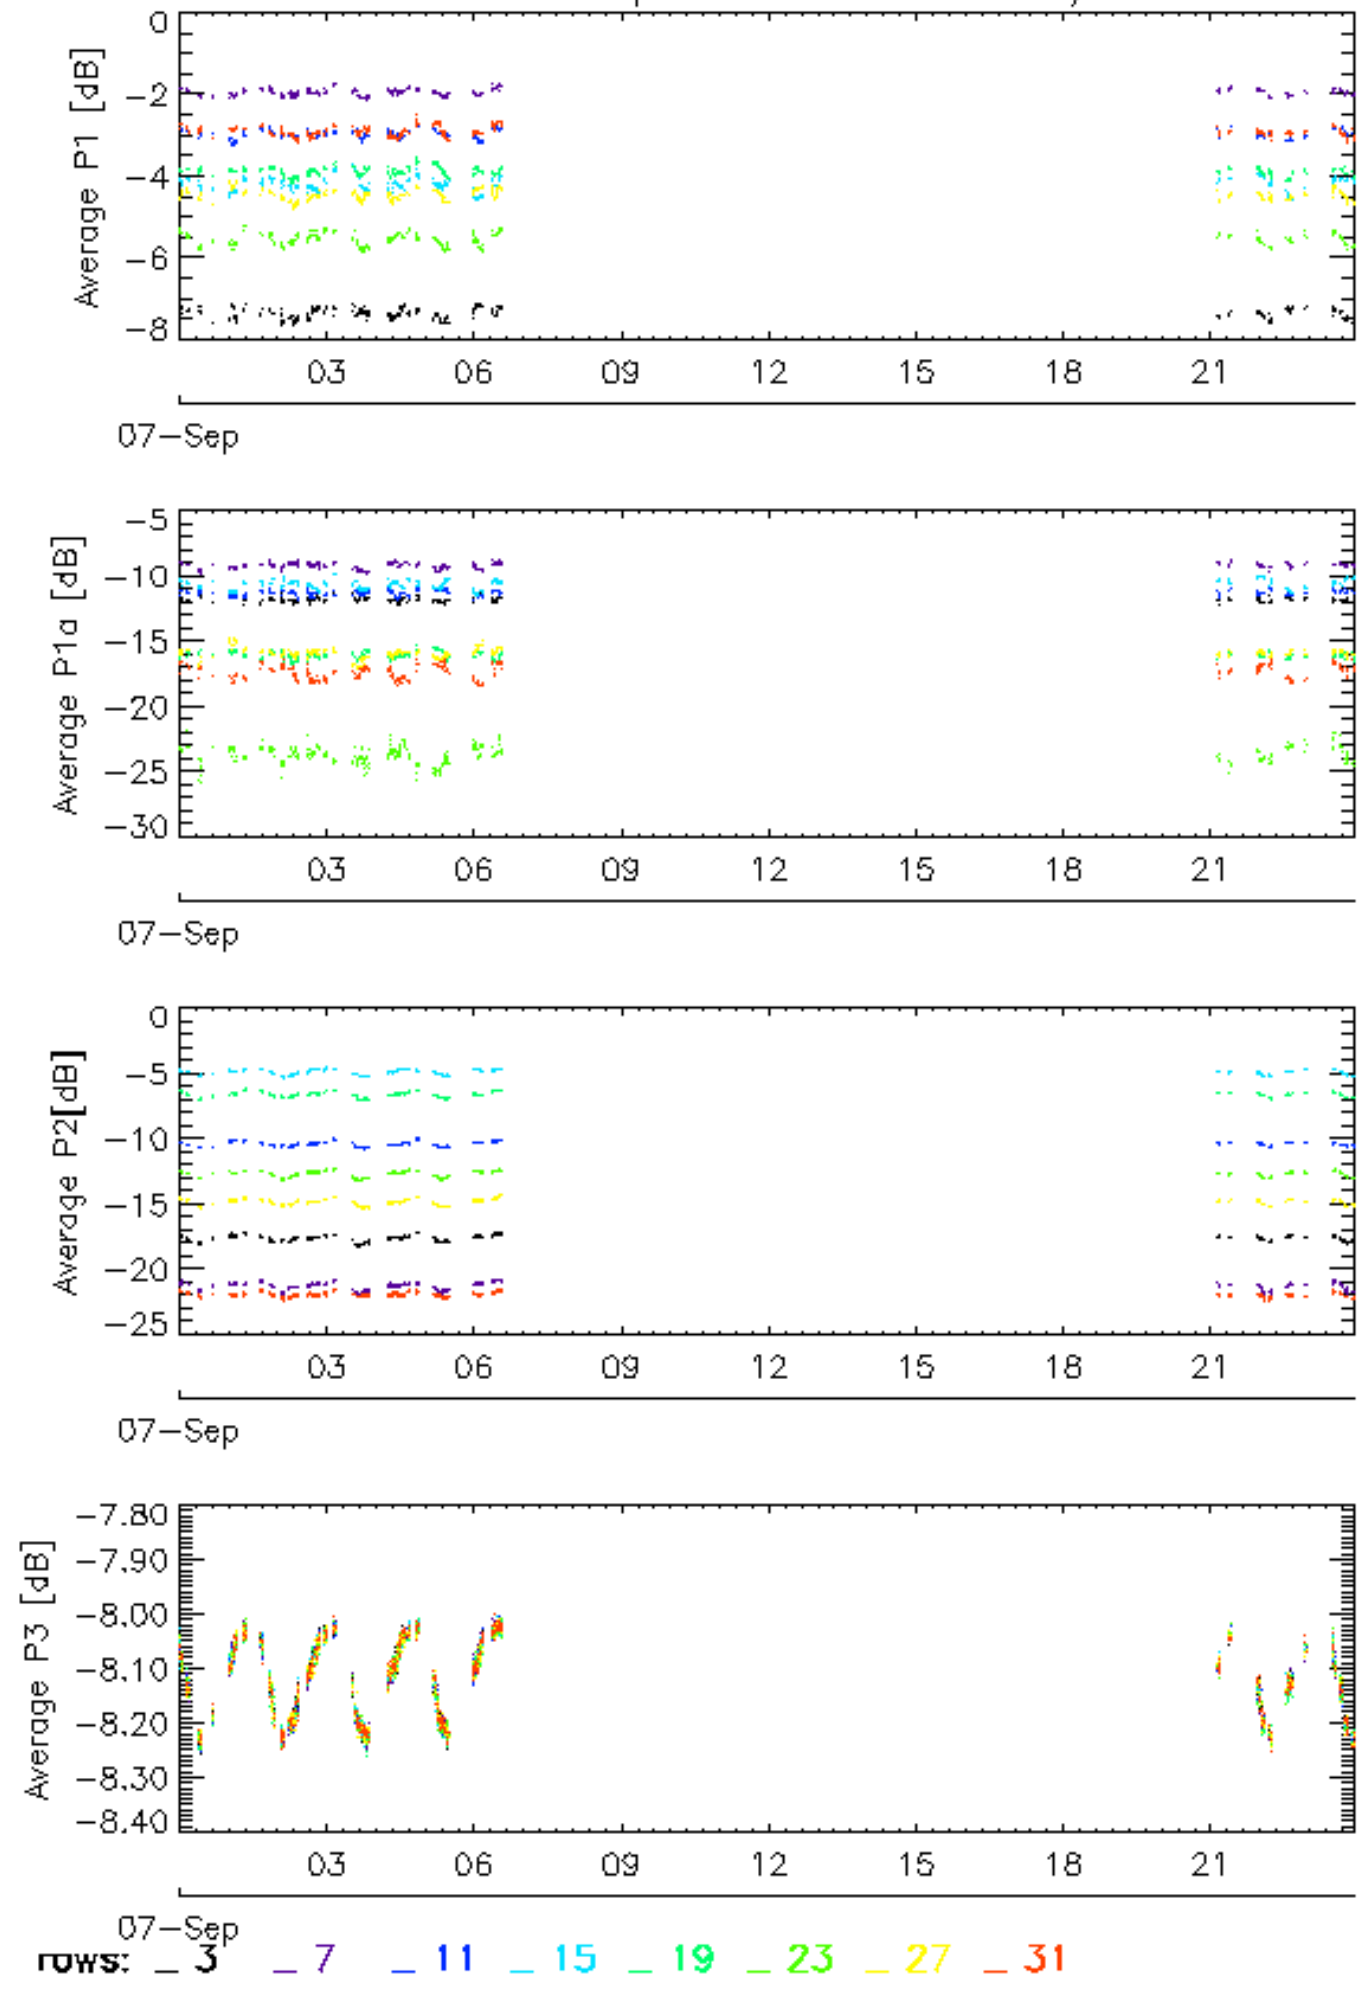 0
-2
-4
-6
-8
Average P1 [dB]
03 06 09 12 15 18 21
07-Sep
-5
-10
-15
-20
-25
-30
Average P1a [dB]
03 06 09 12 15 18 21
07-Sep
0
-5
-10
-15
-20
-25
Average P2[dB]
03 06 09 12 15 18 21
07-Sep
-7.80
-7.90
-8.00
-8.10
-8.20
-8.30
-8.40
Average P3 [dB]
03 06 09 12 15 18 21
07-Sep
rows: _ 3 _ 7 _ 11 _ 15 _ 19 _ 23 _ 27 _ 31